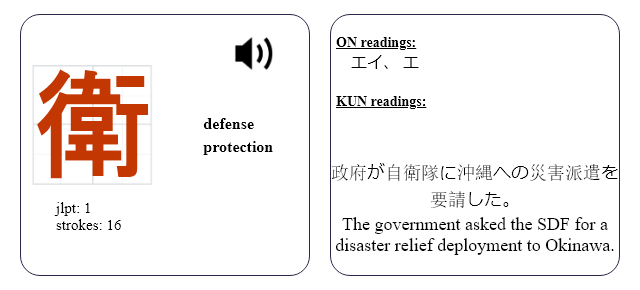 衛
defense
protection
jlpt: 1
strokes: 16
ON readings:
エイ、 エ
KUN readings:
政府が自衛隊に沖縄への災害派遣を
要請した。
The government asked the SDF for a
disaster relief deployment to Okinawa.